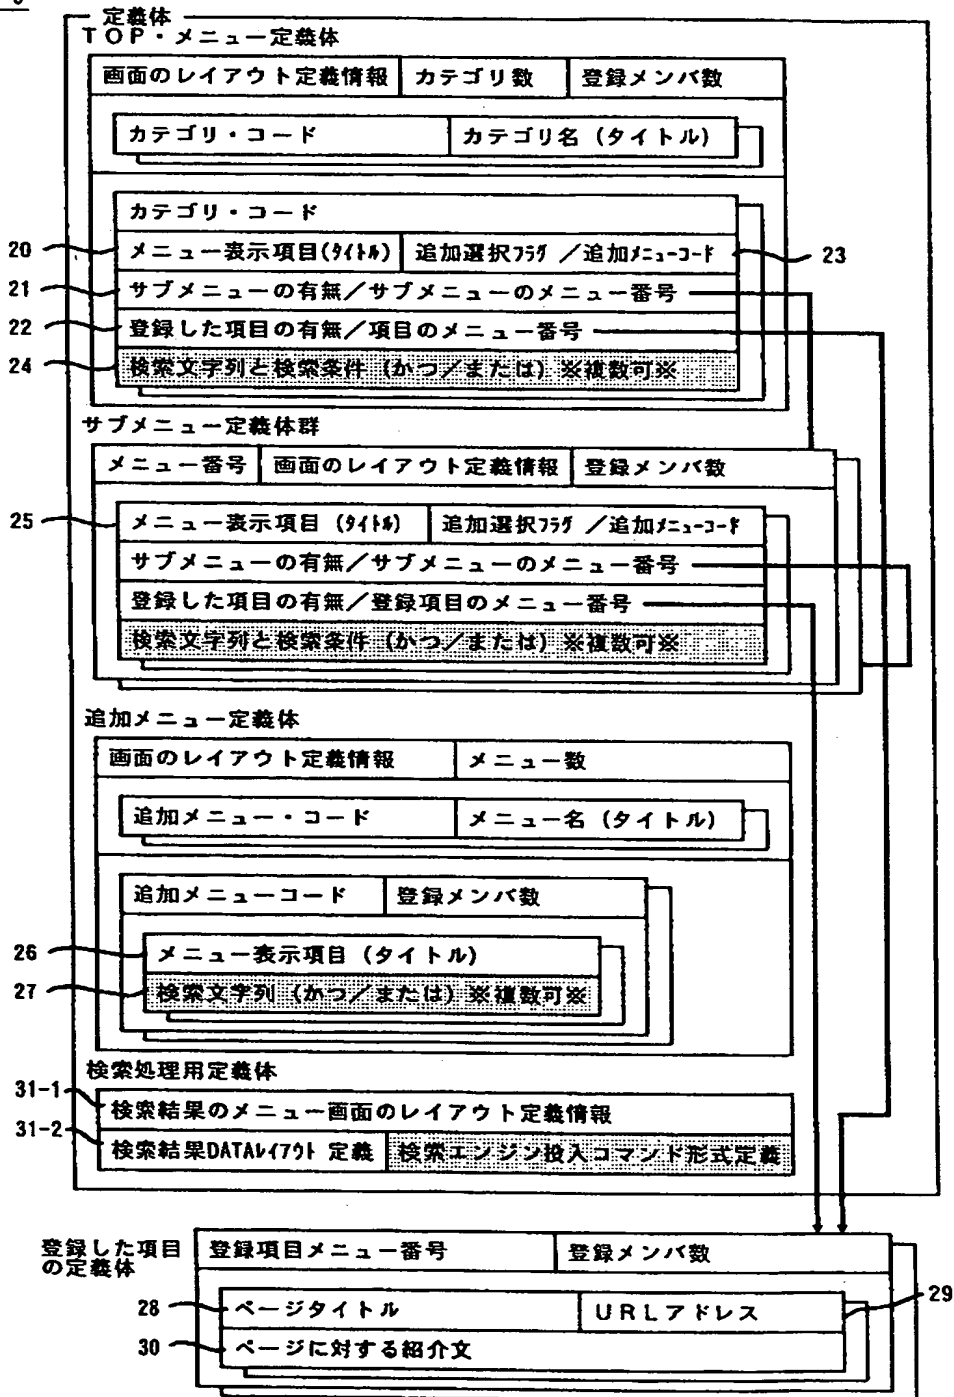 定義体
TOP・メニュー定義体
画面のレイアウト定義情報 カテゴリ数 登録メンバ数
カテゴリ・コード カテゴリ名(タイトル)
カテゴリ・コード
20 メニュー表示項目(タイトル) 追加選択フラグ/追加メニューコード 23
21 サブメニューの有無/サブメニューのメニュー番号
22 登録した項目の有無/項目のメニュー番号
24 検索文字列と検索条件(かつ/または)※複数可※
サブメニュー定義体群
メニュー番号 画面のレイアウト定義情報 登録メンバ数
25 メニュー表示項目(タイトル) 追加選択フラグ/追加メニューコード
サブメニューの有無/サブメニューのメニュー番号
登録した項目の有無/登録項目のメニュー番号
検索文字列と検索条件(かつ/または)※複数可※
追加メニュー定義体
画面のレイアウト定義情報 メニュー数
追加メニュー・コード メニュー名(タイトル)
追加メニューコード 登録メンバ数
26 メニュー表示項目(タイトル)
27 検索文字列(かつ/または)※複数可※
検索処理用定義体
31-1 検索結果のメニュー画面のレイアウト定義情報
31-2 検索結果DATAレイアウト定義 検索エンジン投入コマンド形式定義
登録した項目
の定義体
登録項目メニュー番号 登録メンバ数
28 ページタイトル URLアドレス 29
30 ページに対する紹介文